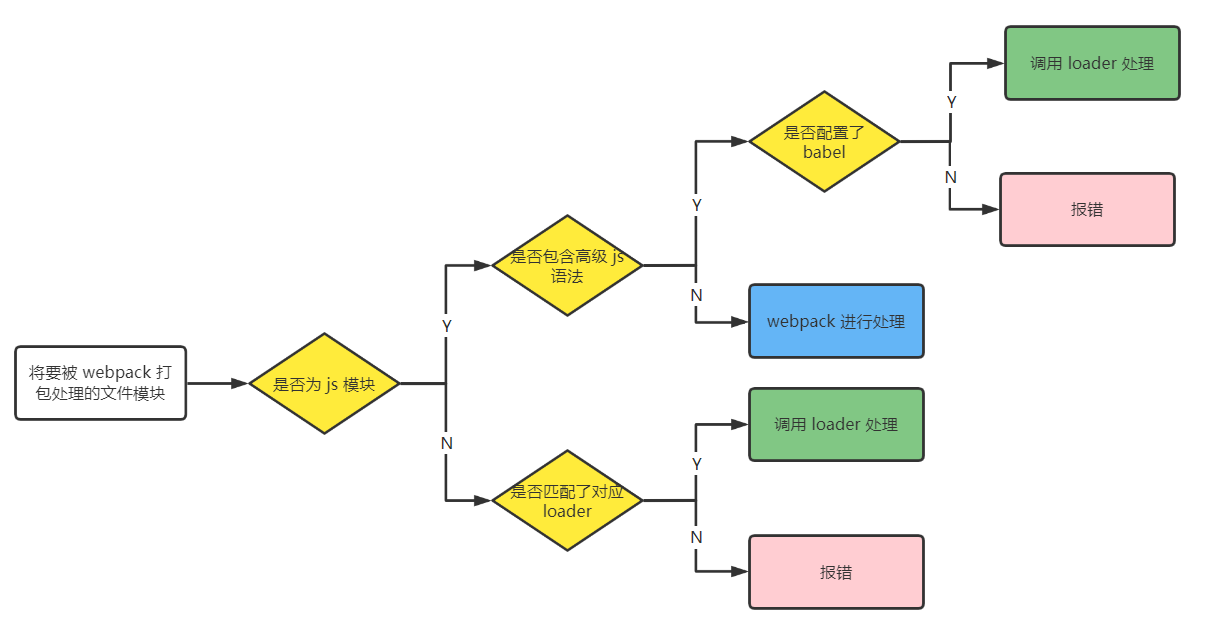 将要被 webpack 打
包处理的文件模块
是否为 js 模块
Y
N
是否包含高级 js
语法
Y
N
是否配置了
babel
Y
N
调用 loader 处理
报错
webpack 进行处理
是否匹配了对应
loader
Y
N
调用 loader 处理
报错